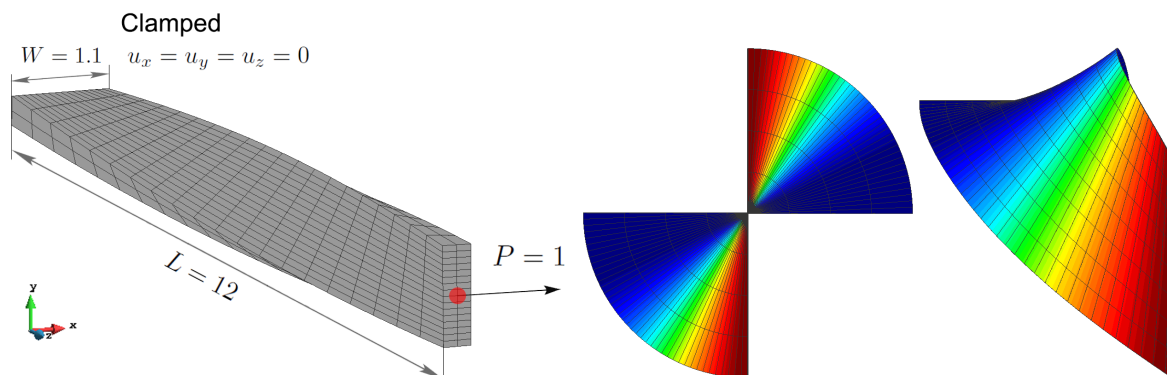 Clamped
W = 1.1 u_x = u_y = u_z = 0
P = 1
L = 12
y
x
z